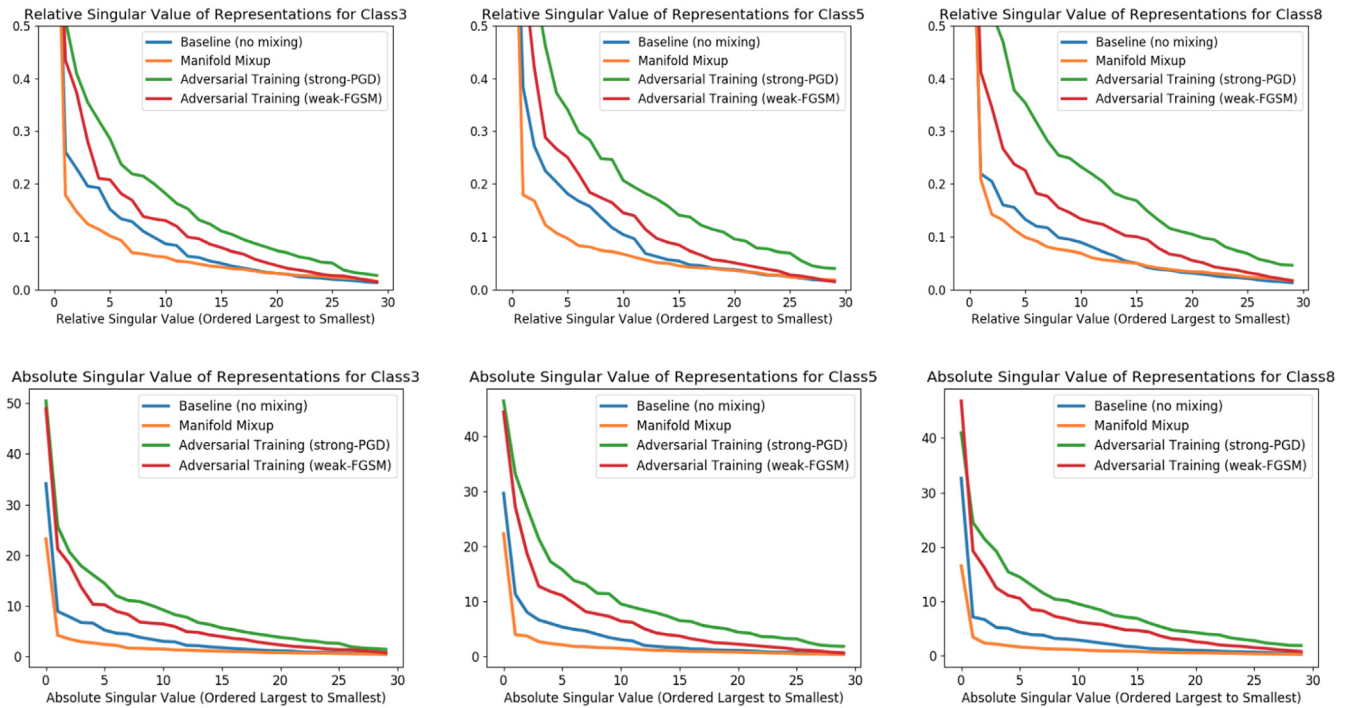 Relative Singular Value of Representations for Class3
0.5
0.4
0.3
0.2
0.1
0.0
Baseline (no mixing)
Manifold Mixup
Adversarial Training (strong-PGD)
Adversarial Training (weak-FGSM)
0 5 10 15 20 25 30
Relative Singular Value (Ordered Largest to Smallest)
Relative Singular Value of Representations for Class5
0.5
0.4
0.3
0.2
0.1
0.0
Baseline (no mixing)
Manifold Mixup
Adversarial Training (strong-PGD)
Adversarial Training (weak-FGSM)
0 5 10 15 20 25 30
Relative Singular Value (Ordered Largest to Smallest)
Relative Singular Value of Representations for Class8
0.5
0.4
0.3
0.2
0.1
0.0
Baseline (no mixing)
Manifold Mixup
Adversarial Training (strong-PGD)
Adversarial Training (weak-FGSM)
0 5 10 15 20 25 30
Relative Singular Value (Ordered Largest to Smallest)
Absolute Singular Value of Representations for Class3
50
40
30
20
10
0
Baseline (no mixing)
Manifold Mixup
Adversarial Training (strong-PGD)
Adversarial Training (weak-FGSM)
0 5 10 15 20 25 30
Absolute Singular Value (Ordered Largest to Smallest)
Absolute Singular Value of Representations for Class5
40
30
20
10
0
Baseline (no mixing)
Manifold Mixup
Adversarial Training (strong-PGD)
Adversarial Training (weak-FGSM)
0 5 10 15 20 25 30
Absolute Singular Value (Ordered Largest to Smallest)
Absolute Singular Value of Representations for Class8
40
30
20
10
0
Baseline (no mixing)
Manifold Mixup
Adversarial Training (strong-PGD)
Adversarial Training (weak-FGSM)
0 5 10 15 20 25 30
Absolute Singular Value (Ordered Largest to Smallest)